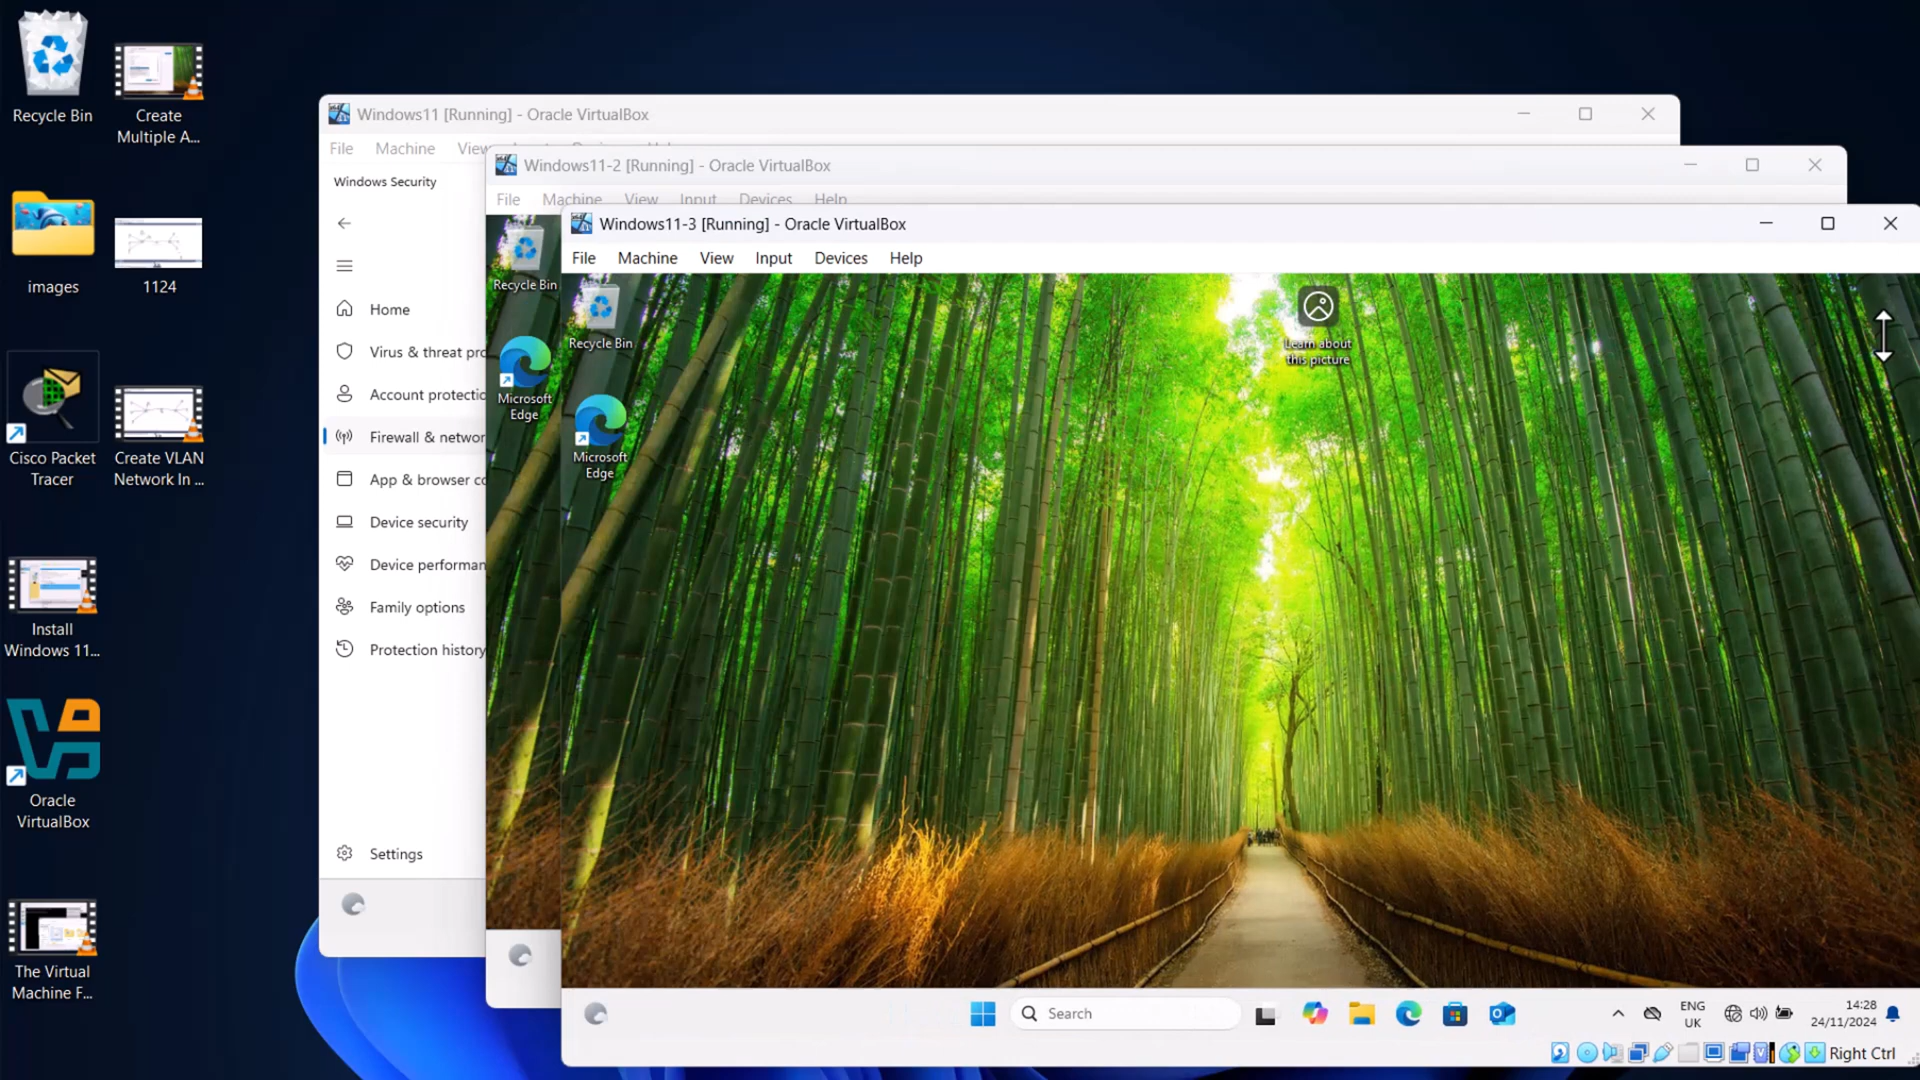 Recycle Bin
Create
Multiple A...
images
1124
Cisco Packet
Tracer
Create VLAN
Network In ...
Install
Windows 11...
Oracle
VirtualBox
The Virtual
Machine F...
Windows11 [Running] - Oracle VirtualBox
File Machine View
Windows Security
Home
Virus & threat pro
Account protectio
Firewall & networ
App & browser co
Device security
Device performan
Family options
Protection history
Settings
Windows11-2 [Running] - Oracle VirtualBox
File Machine View Input Devices Help
Recycle Bin
Microsoft
Edge
Windows11-3 [Running] - Oracle VirtualBox
File Machine View Input Devices Help
Recycle Bin
Microsoft
Edge
Learn about
this picture
Search
ENG
UK
14:28
24/11/2024
Right Ctrl